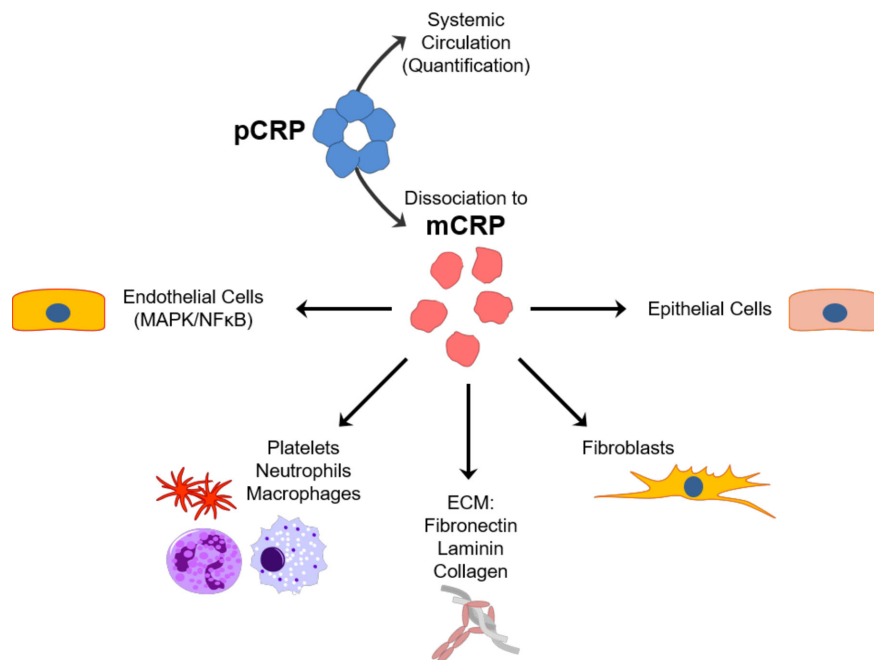 Systemic
Circulation
(Quantification)
pCRP
Dissociation to
mCRP
Endothelial Cells
(MAPK/NFκB)
Epithelial Cells
Platelets
Neutrophils
Macrophages
Fibroblasts
ECM:
Fibronectin
Laminin
Collagen